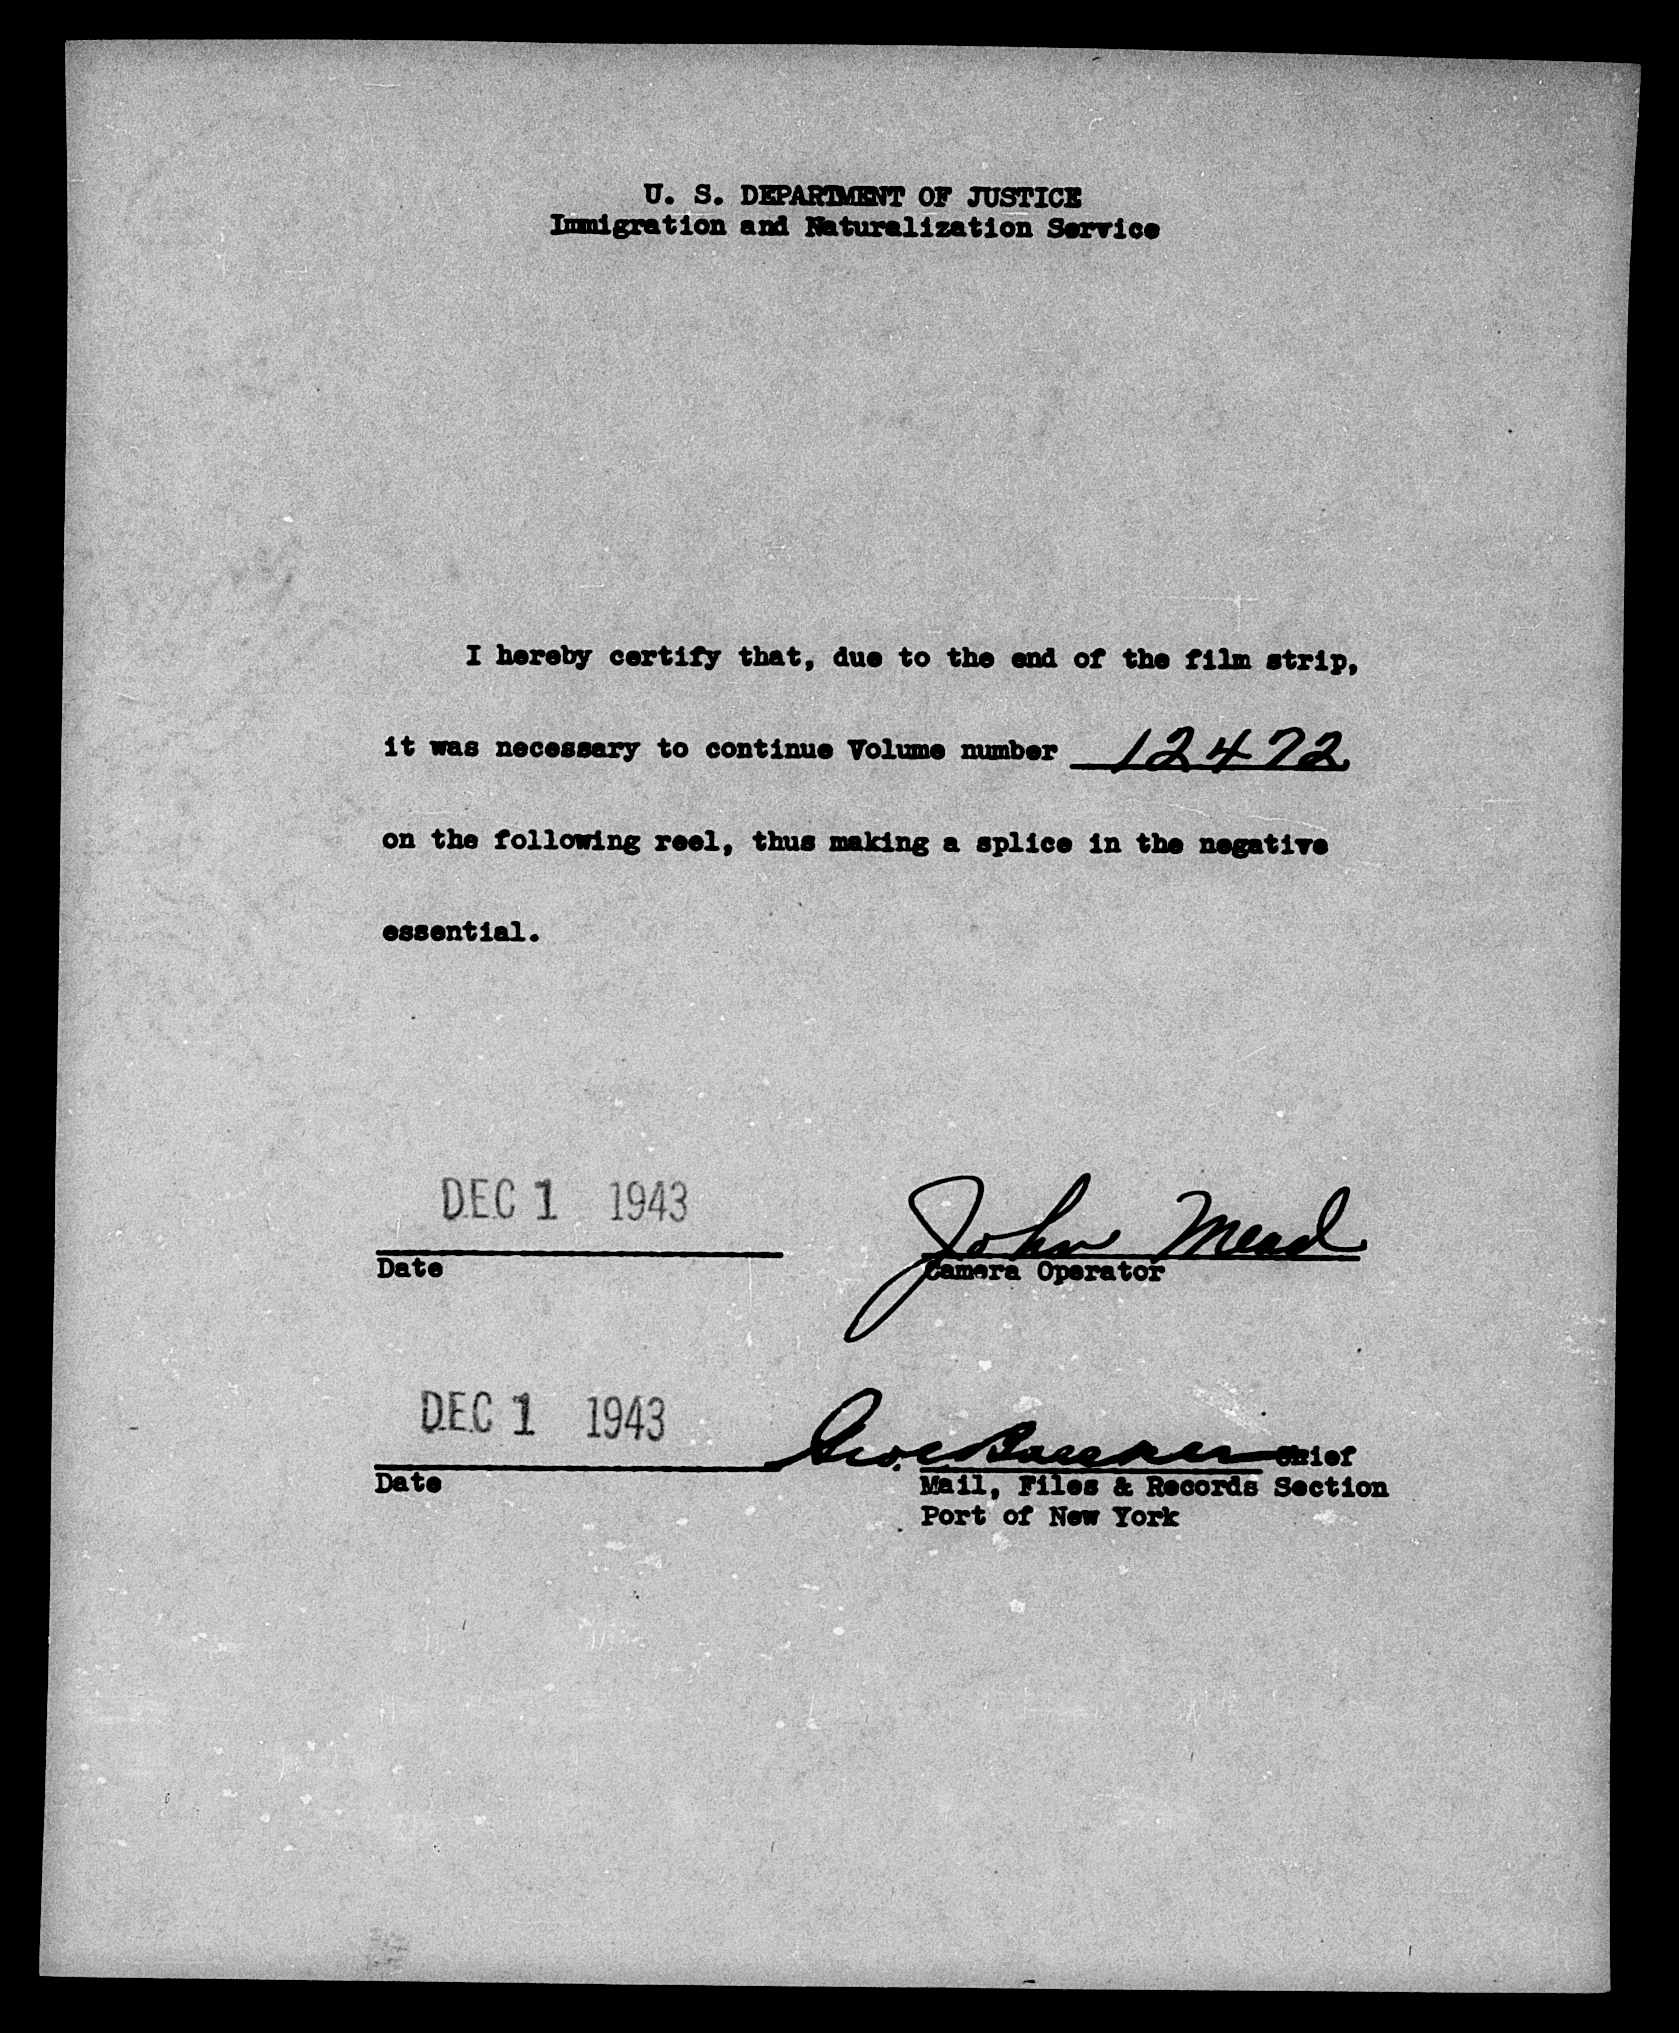 U. S. DEPARTMENT OF JUSTICE
Immigration and Naturalization Service
I hereby certify that, due to the end of the film strip,
it was necessary to continue Volume number 12472
on the following reel, thus making a splice in the negative
essential.
DEC 1 1943
John Mead
Date
Camera Operator
DEC 1 1943
Chief
Date
Mail, Files & Records Section
Port of New York